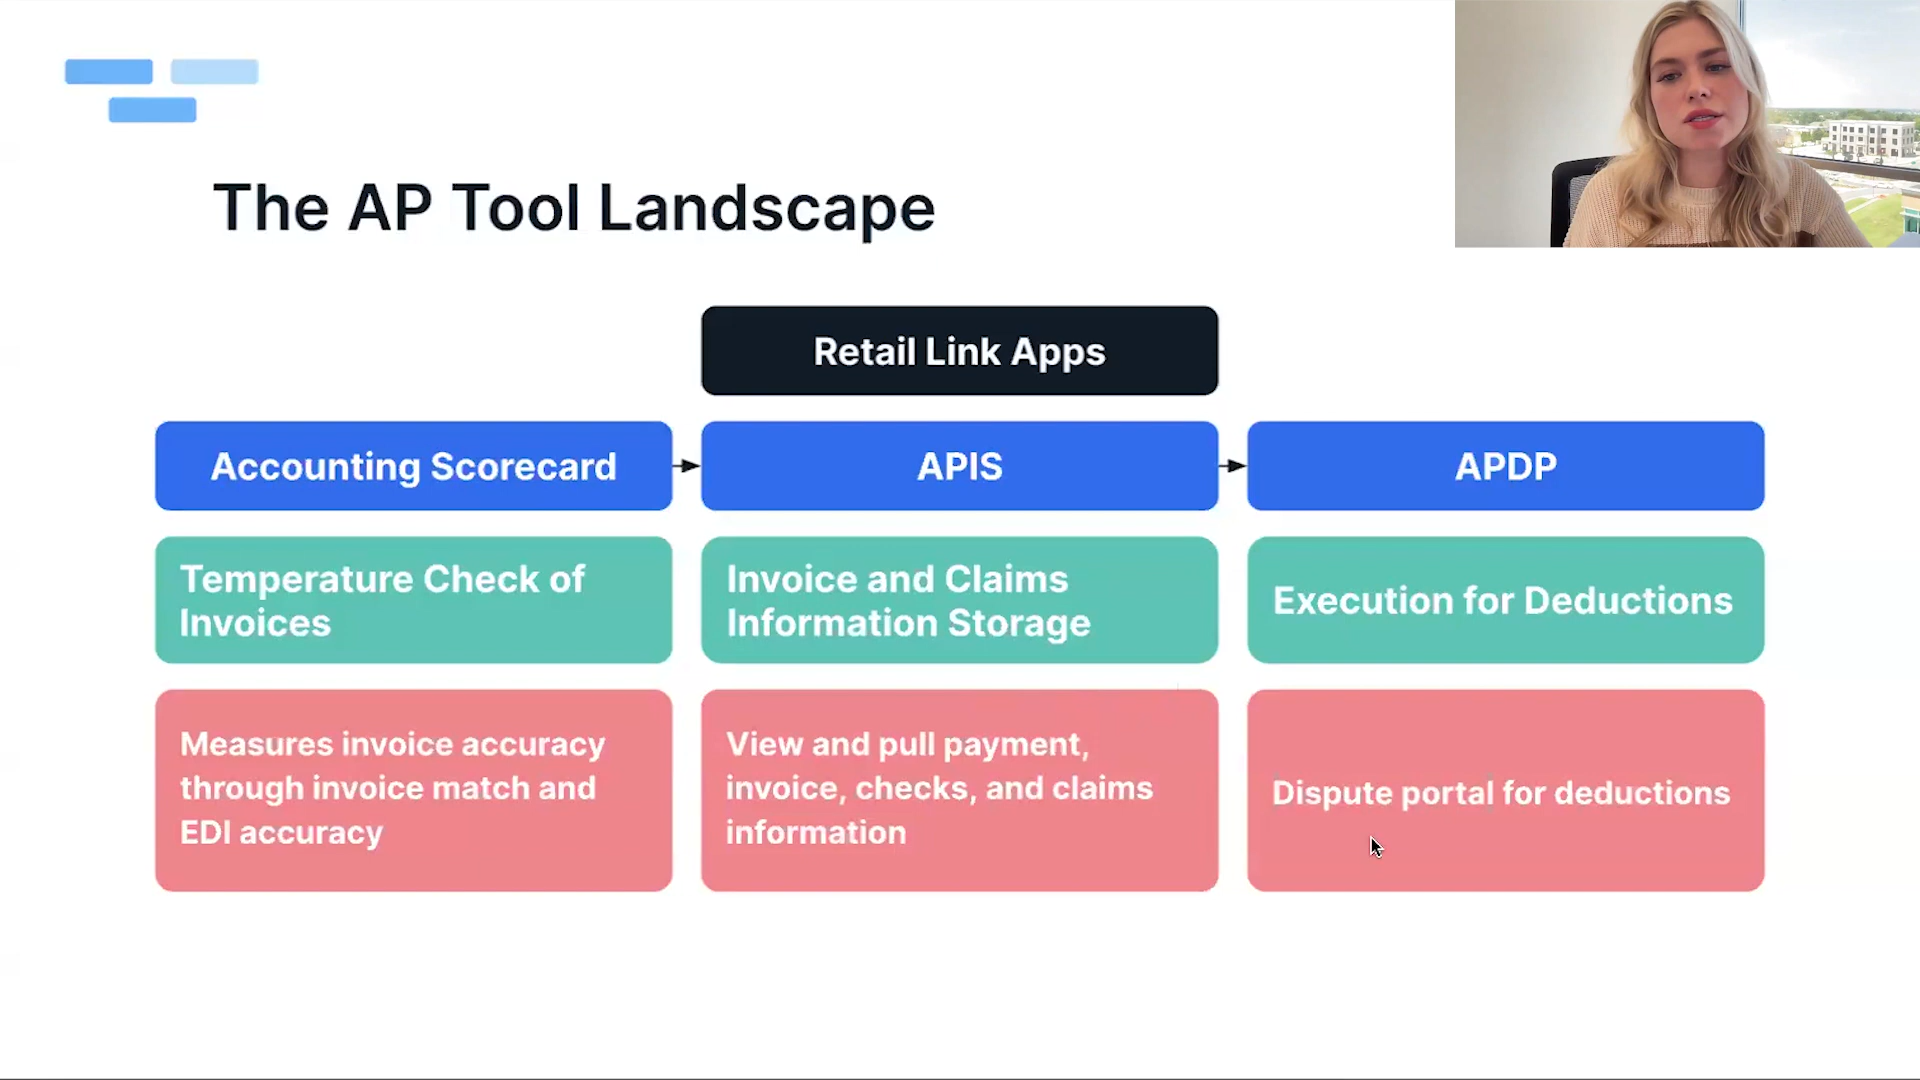 The AP Tool Landscape
Retail Link Apps
Accounting Scorecard
APIS
APDP
Temperature Check of
Invoices
Invoice and Claims
Information Storage
Execution for Deductions
Measures invoice accuracy
through invoice match and
EDI accuracy
View and pull payment,
invoice, checks, and claims
information
Dispute portal for deductions